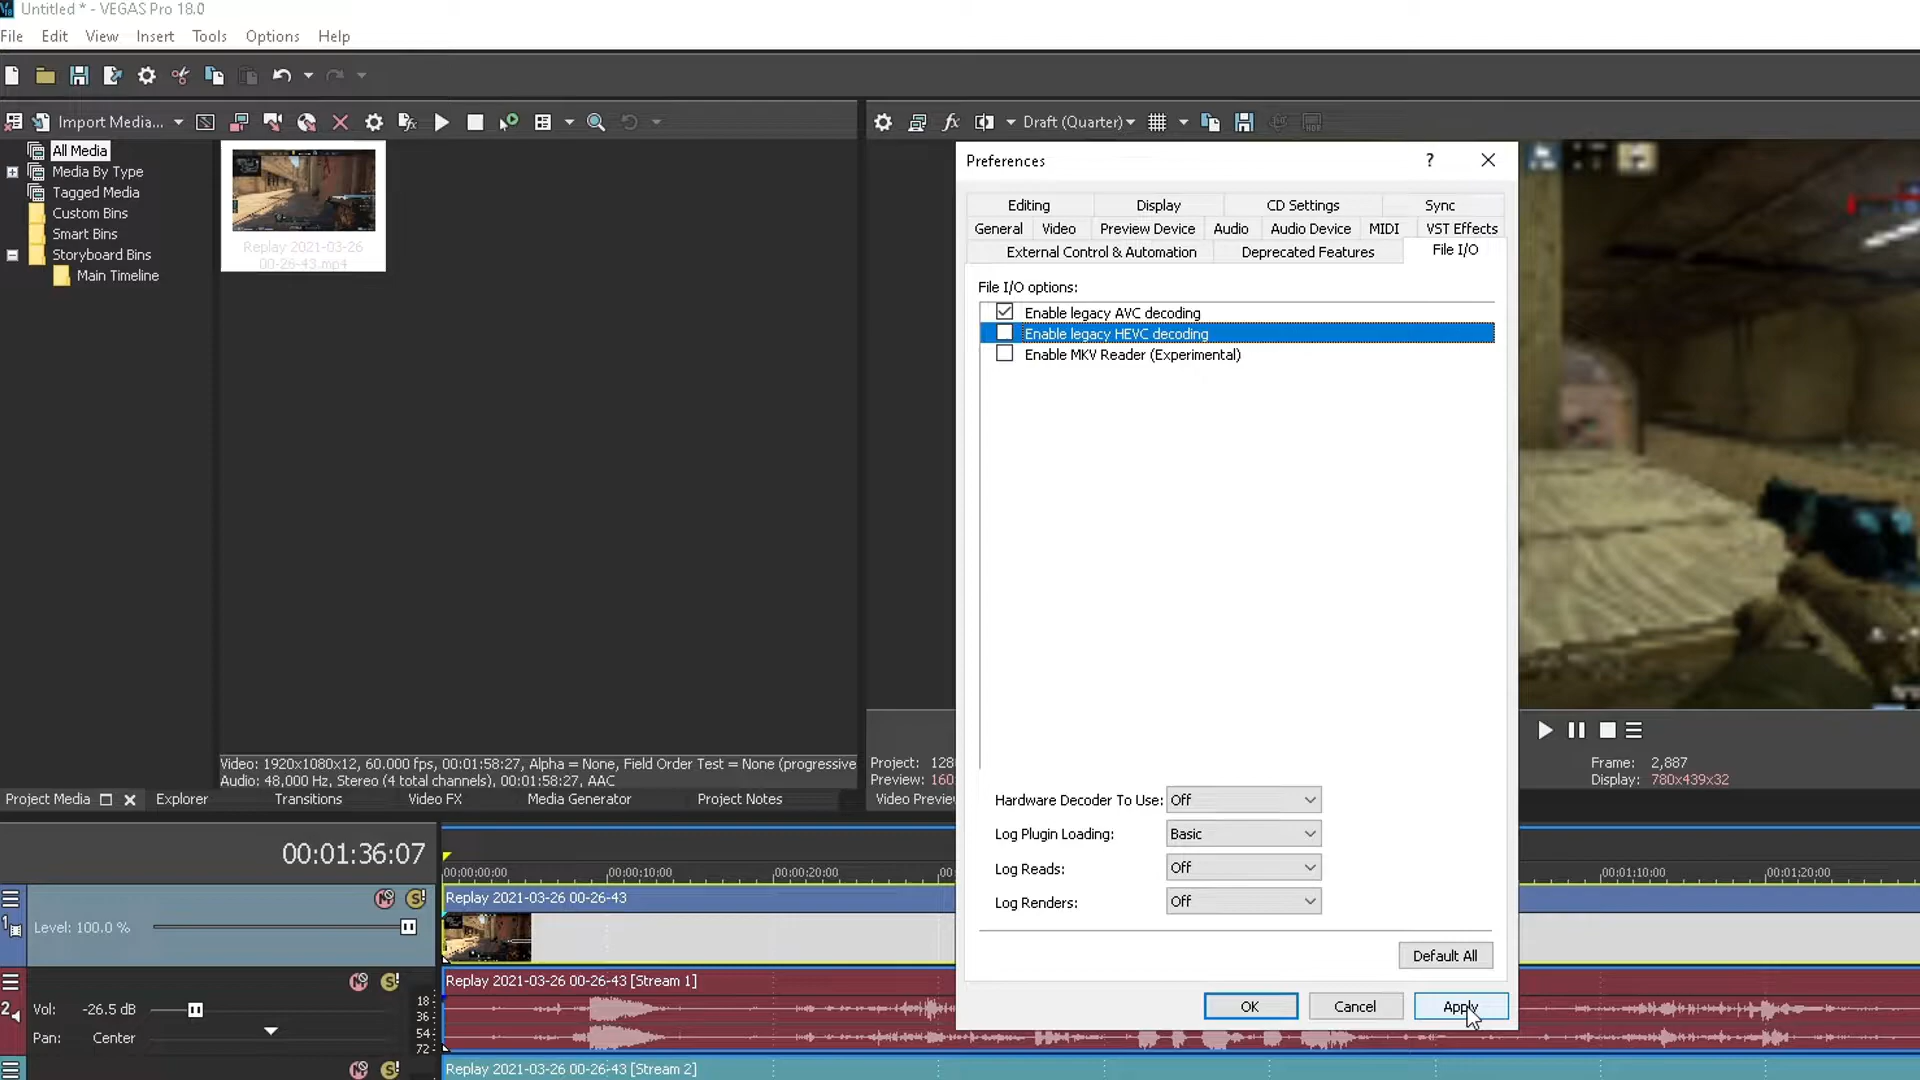 Untitled * - VEGAS Pro 18.0
File Edit View Insert Tools Options Help
Import Media...
Draft (Quarter)
All Media
Media By Type
Tagged Media
Custom Bins
Smart Bins
Storyboard Bins
Main Timeline
Replay 2021-03-26
00-26-43.mp4
Preferences
?
Editing Display CD Settings Sync
General Video Preview Device Audio Audio Device MIDI VST Effects
External Control & Automation Deprecated Features File I/O
File I/O options:
Enable legacy AVC decoding
Enable legacy HEVC decoding
Enable MKV Reader (Experimental)
Hardware Decoder To Use: Off
Log Plugin Loading: Basic
Log Reads: Off
Log Renders: Off
Default All
OK Cancel Apply
Video: 1920x1080x12, 60.000 fps, 00:01:58:27, Alpha = None, Field Order Test = None (progressive
Audio: 48,000 Hz, Stereo (4 total channels), 00:01:58:27, AAC
Project: 128
Preview: 160
Frame: 2,887
Display: 780x439x32
Project Media Explorer Transitions Video FX Media Generator Project Notes
Video Previe
00:01:36:07
00:00:00:00 00:00:10:00 00:00:20:00 00: 00:01:10:00 00:01:20:00
1
Level: 100.0 %
Replay 2021-03-26 00-26-43
2
Vol: -26.5 dB
Pan: Center
18
36
54
72
Replay 2021-03-26 00-26-43 [Stream 1]
Replay 2021-03-26 00-26-43 [Stream 2]